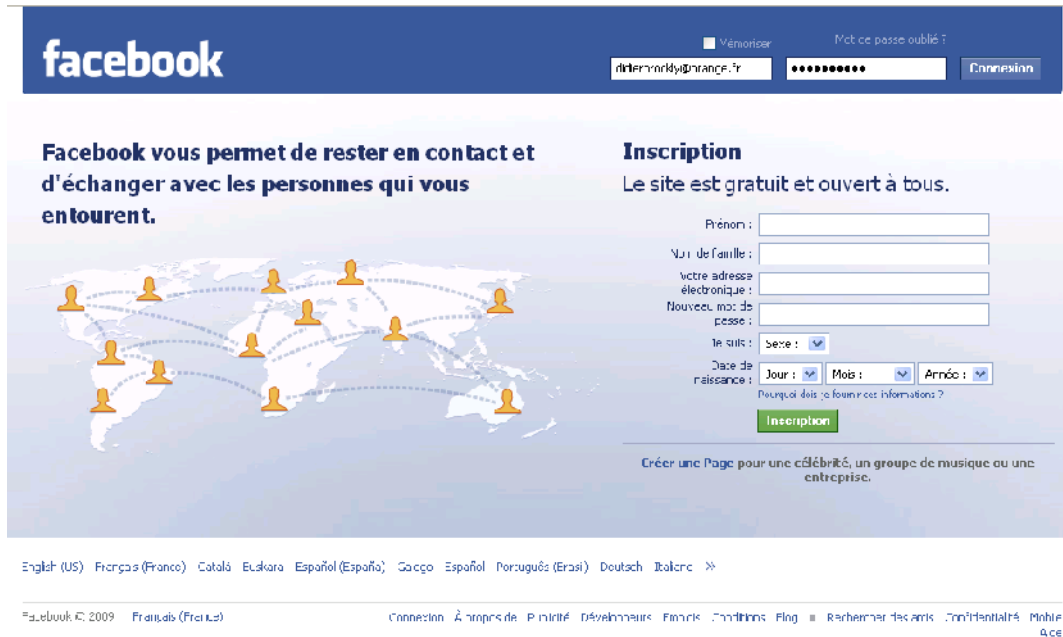 facebook
Mémoriser
Mot de passe oublié ?
Connexion
Facebook vous permet de rester en contact et
d'échanger avec les personnes qui vous
entourent.
Inscription
Le site est gratuit et ouvert à tous.
Prénom :
Nom de famille :
Votre adresse
électronique :
Nouveau mot de
passe :
Je suis :
Sexe :
Date de
naissance :
Jour :
Mois :
Année :
Pourquoi dois-je fournir ces informations ?
Inscription
Créer une Page pour une célébrité, un groupe de musique ou une
entreprise.
English (US) Français (France) Català Euskara Español (España) Galego Español Português (Brasil) Deutsch Italiano »
Facebook © 2009 Français (France)
Connexion À propos de Publicité Développeurs Emplois Conditions Blog Rechercher des amis Confidentialité Mobile
Aide